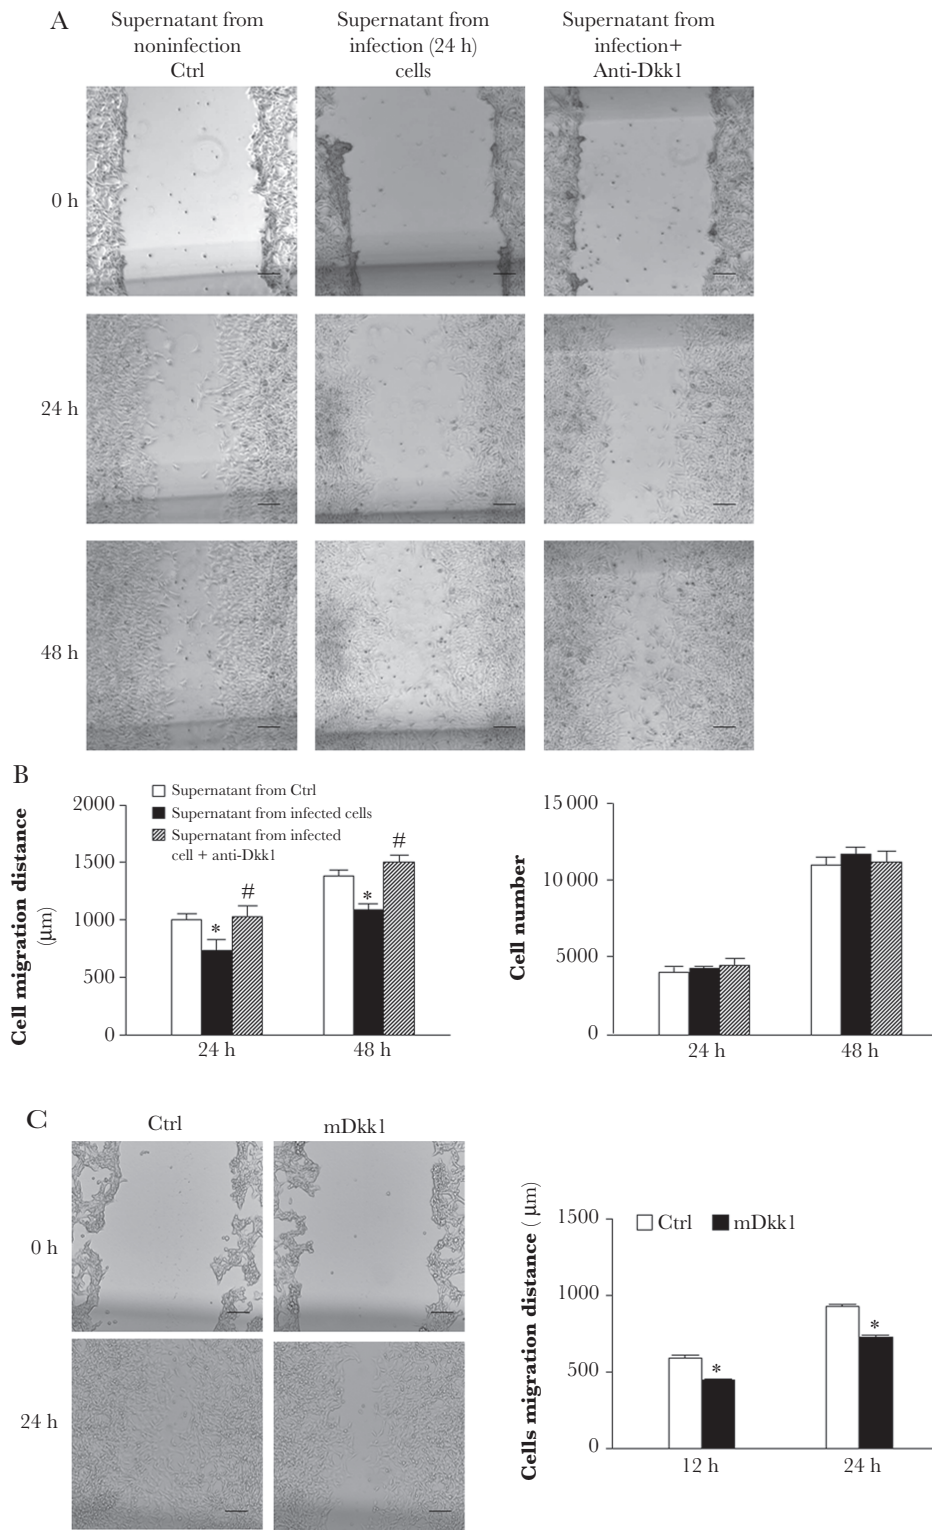 A
Supernatant from
noninfection
Ctrl
Supernatant from
infection (24 h)
cells
Supernatant from
infection+
Anti-Dkk1
0 h
24 h
48 h
B
Cell migration distance
(µm)
2000
1500
1000
500
0
Supernatant from Ctrl
Supernatant from infected cells
Supernatant from infected
cell + anti-Dkk1
*
#
*
#
24 h
48 h
Cell number
15 000
10 000
5000
0
24 h
48 h
C
Ctrl
mDkk1
0 h
24 h
Cells migration distance ( µm)
1500
1000
500
0
Ctrl
mDkk1
*
*
12 h
24 h